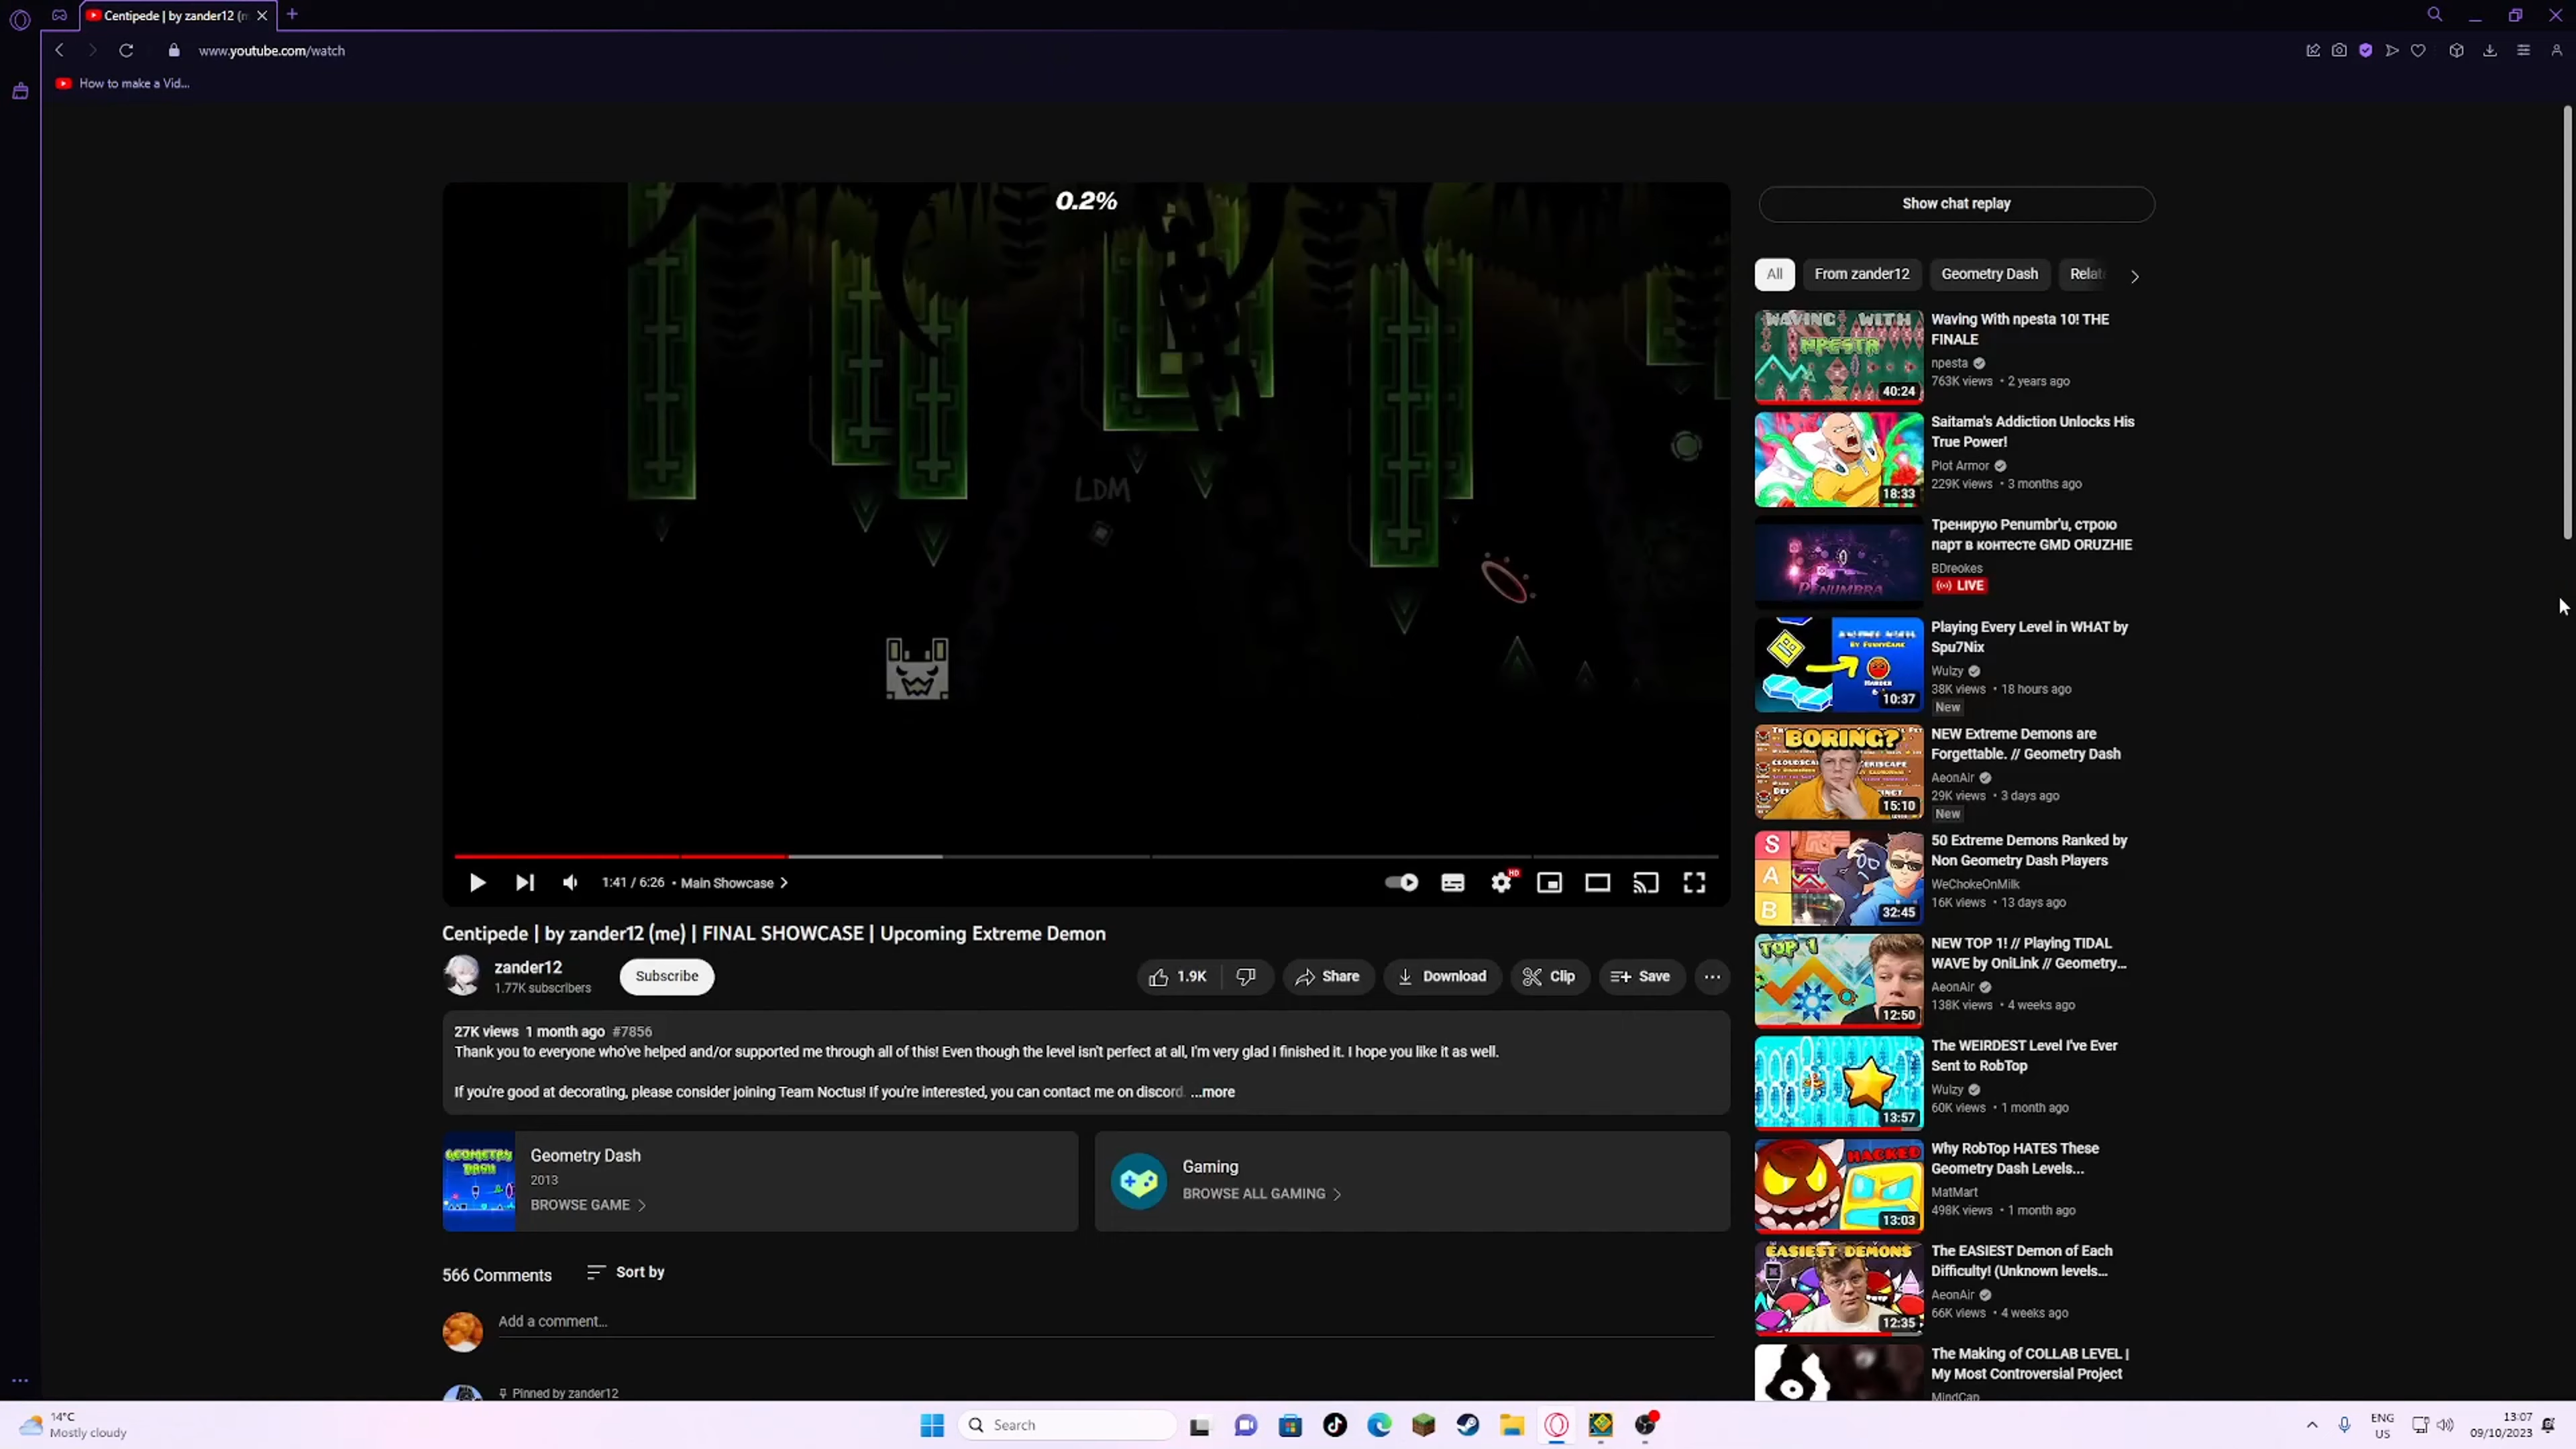 Centipede | by zander12 (m
www.youtube.com/watch
How to make a Vid...
0.2%
LDM
1:41 / 6:26 • Main Showcase
HD
Centipede | by zander12 (me) | FINAL SHOWCASE | Upcoming Extreme Demon
zander12
1.77K subscribers
Subscribe
1.9K
Share
Download
Clip
Save
27K views 1 month ago #7856
Thank you to everyone who've helped and/or supported me through all of this! Even though the level isn't perfect at all, I'm very glad I finished it. I hope you like it as well.
If you're good at decorating, please consider joining Team Noctus! If you're interested, you can contact me on discord. ...more
GEOMETRY
DASH
Geometry Dash
2013
BROWSE GAME
Gaming
BROWSE ALL GAMING
566 Comments
Sort by
Add a comment...
Pinned by zander12
Show chat replay
All
From zander12
Geometry Dash
Relat
WAVING WITH
NPESTA
40:24
Waving With npesta 10! THE
FINALE
npesta
763K views • 2 years ago
18:33
Saitama's Addiction Unlocks His
True Power!
Plot Armor
229K views • 3 months ago
PENUMBRA
Тренирую Penumbr'u, строю
парт в контесте GMD ORUZHIE
BDreokes
LIVE
10:37
Playing Every Level in WHAT by
Spu7Nix
Wulzy
38K views • 18 hours ago
New
BORING?
15:10
NEW Extreme Demons are
Forgettable. // Geometry Dash
AeonAir
29K views • 3 days ago
New
S
A
B
32:45
50 Extreme Demons Ranked by
Non Geometry Dash Players
WeChokeOnMilk
16K views • 13 days ago
TOP 1
12:50
NEW TOP 1! // Playing TIDAL
WAVE by OniLink // Geometry...
AeonAir
138K views • 4 weeks ago
13:57
The WEIRDEST Level I've Ever
Sent to RobTop
Wulzy
60K views • 1 month ago
HACKED
13:03
Why RobTop HATES These
Geometry Dash Levels...
MatMart
498K views • 1 month ago
EASIEST DEMONS
12:35
The EASIEST Demon of Each
Difficulty! (Unknown levels...
AeonAir
66K views • 4 weeks ago
The Making of COLLAB LEVEL |
My Most Controversial Project
MindCap
14°C
Mostly cloudy
Search
ENG
US
13:07
09/10/2023